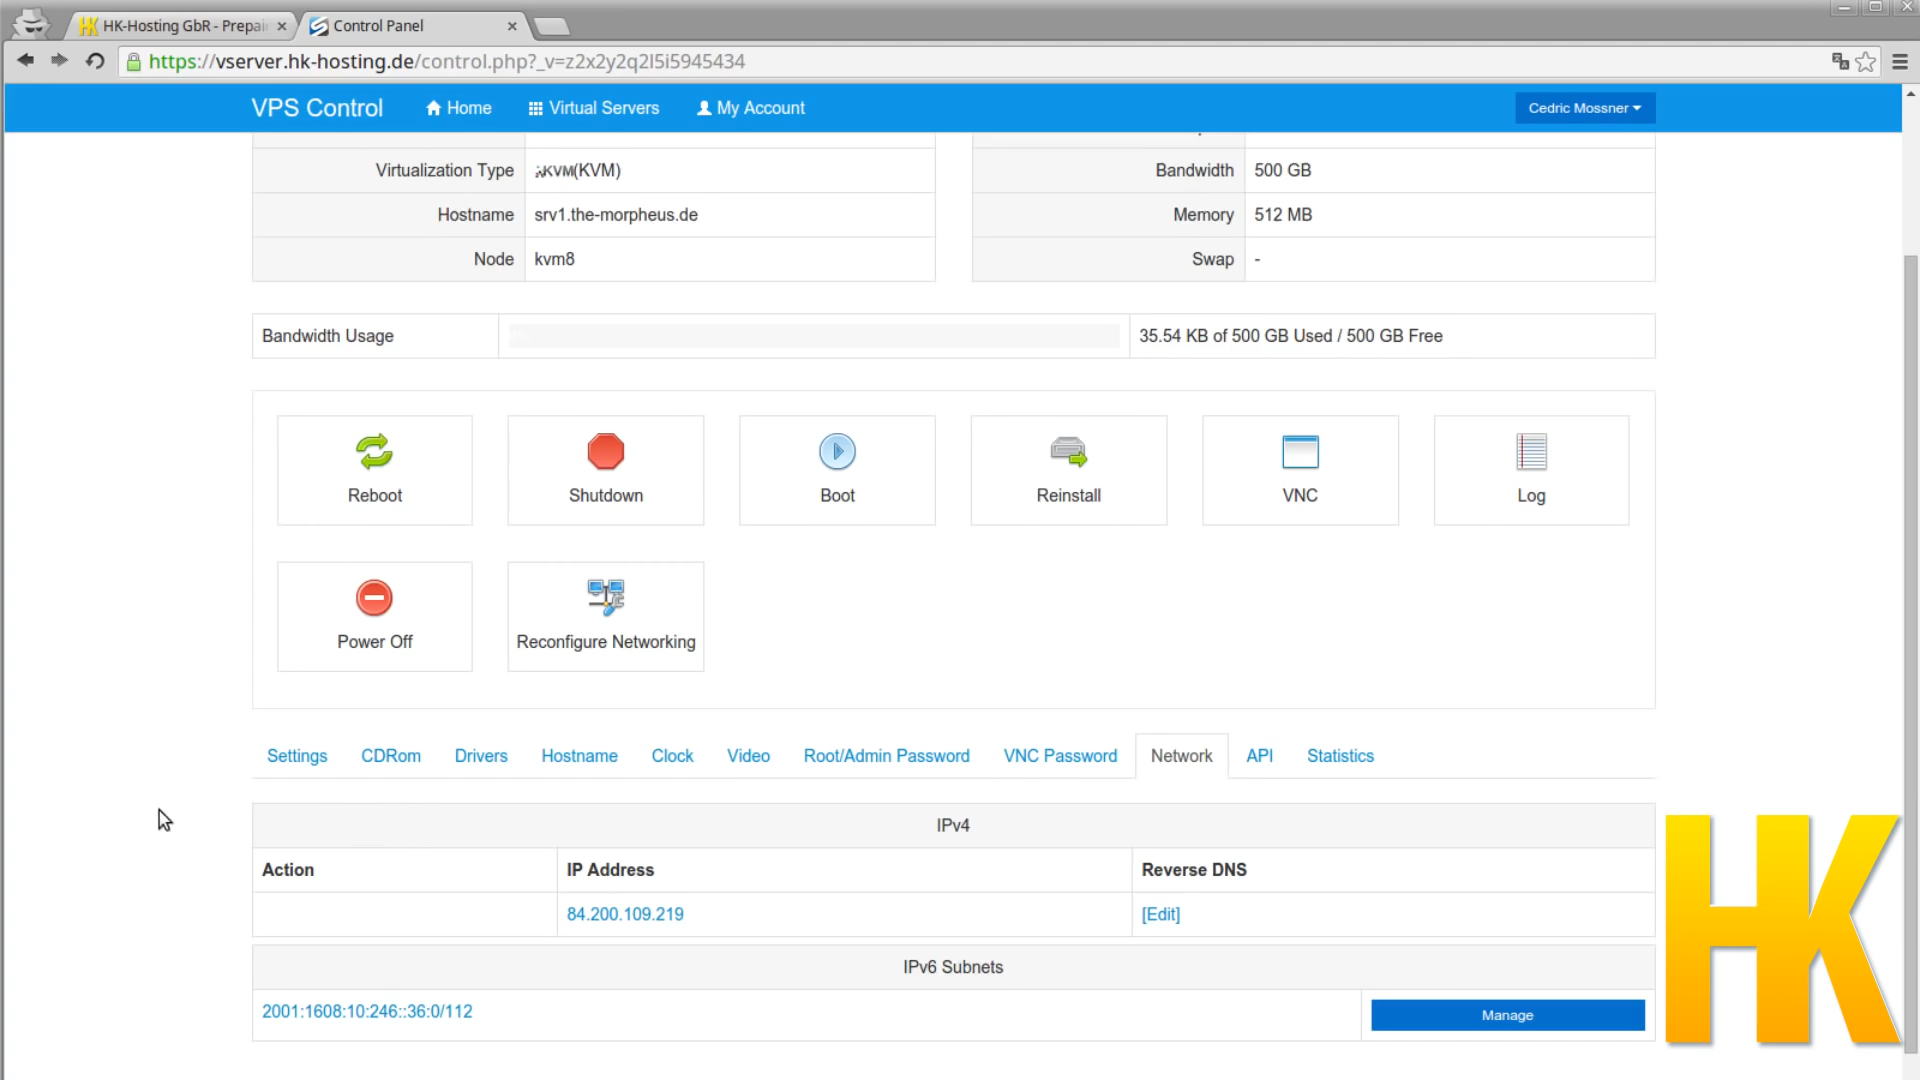 HK-Hosting GbR - Prepai
Control Panel
https://vserver.hk-hosting.de/control.php?_v=z2x2y2q2l5i5945434
VPS Control
Home
Virtual Servers
My Account
Cedric Mossner
Virtualization Type
KVM(KVM)
Bandwidth
500 GB
Hostname
srv1.the-morpheus.de
Memory
512 MB
Node
kvm8
Swap
-
Bandwidth Usage
35.54 KB of 500 GB Used / 500 GB Free
Reboot
Shutdown
Boot
Reinstall
VNC
Log
Power Off
Reconfigure Networking
Settings
CDRom
Drivers
Hostname
Clock
Video
Root/Admin Password
VNC Password
Network
API
Statistics
IPv4
Action
IP Address
Reverse DNS
84.200.109.219
[Edit]
IPv6 Subnets
2001:1608:10:246::36:0/112
Manage
HK